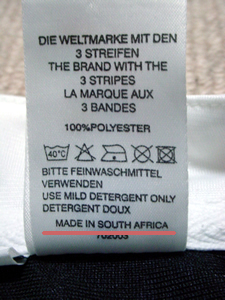 DIE WELTMARKE MIT DEN
3 STREIFEN
THE BRAND WITH THE
3 STRIPES
LA MARQUE AUX
3 BANDES
100%POLYESTER
40°C
BITTE FEINWASCHMITTEL
VERWENDEN
USE MILD DETERGENT ONLY
DETERGENT DOUX
MADE IN SOUTH AFRICA
702003